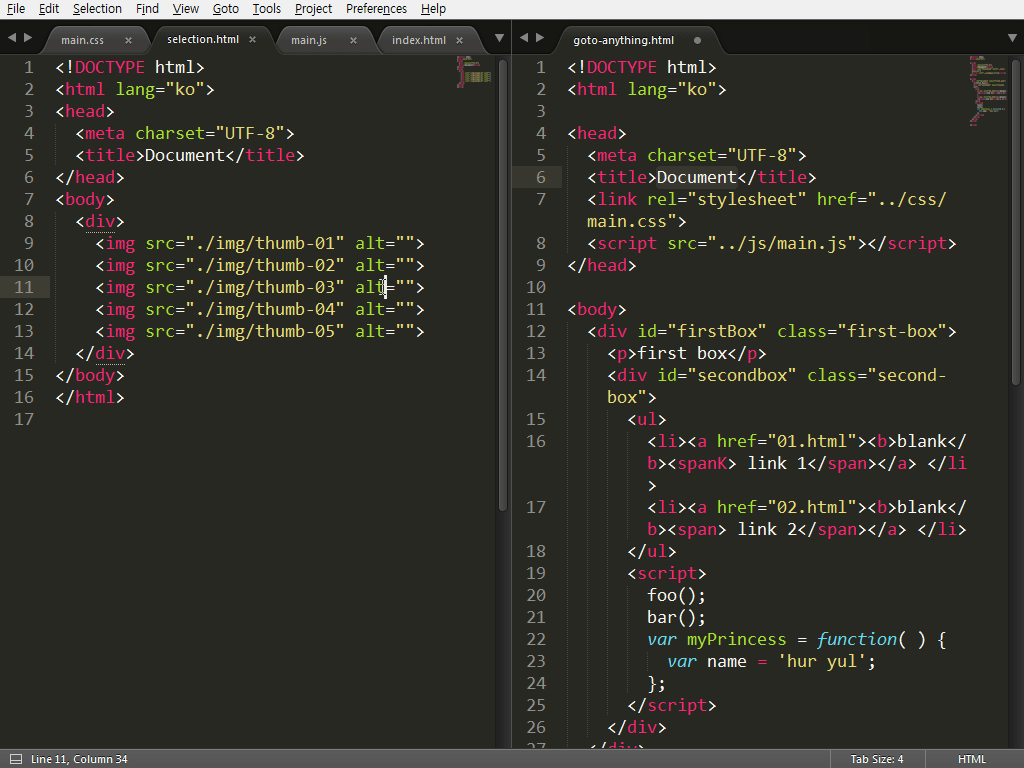 File Edit Selection Find View Goto Tools Project Preferences Help
main.css × selection.html × main.js × index.html ×
1 <!DOCTYPE html>
2 <html lang="ko">
3 <head>
4 <meta charset="UTF-8">
5 <title>Document</title>
6 </head>
7 <body>
8 <div>
9 <img src="./img/thumb-01" alt="">
10 <img src="./img/thumb-02" alt="">
11 <img src="./img/thumb-03" alt="">
12 <img src="./img/thumb-04" alt="">
13 <img src="./img/thumb-05" alt="">
14 </div>
15 </body>
16 </html>
17
goto-anything.html
1 <!DOCTYPE html>
2 <html lang="ko">
3
4 <head>
5 <meta charset="UTF-8">
6 <title>Document</title>
7 <link rel="stylesheet" href="../css/
main.css">
8 <script src="../js/main.js"></script>
9 </head>
10
11 <body>
12 <div id="firstBox" class="first-box">
13 <p>first box</p>
14 <div id="secondbox" class="second-
box">
15 <ul>
16 <li><a href="01.html"><b>blank</
b><spanK> link 1</span></a> </li
>
17 <li><a href="02.html"><b>blank</
b><span> link 2</span></a> </li>
18 </ul>
19 <script>
20 foo();
21 bar();
22 var myPrincess = function( ) {
23 var name = 'hur yul';
24 };
25 </script>
26 </div>
27 </div>
Line 11, Column 34
Tab Size: 4
HTML